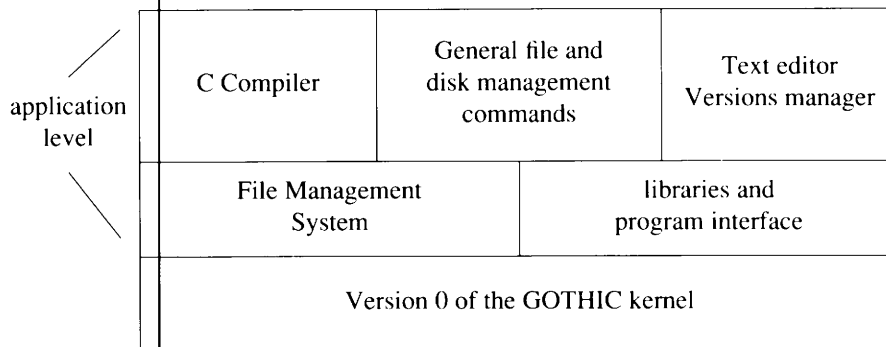 application
level
C Compiler
General file and
disk management
commands
Text editor
Versions manager
File Management
System
libraries and
program interface
Version 0 of the GOTHIC kernel